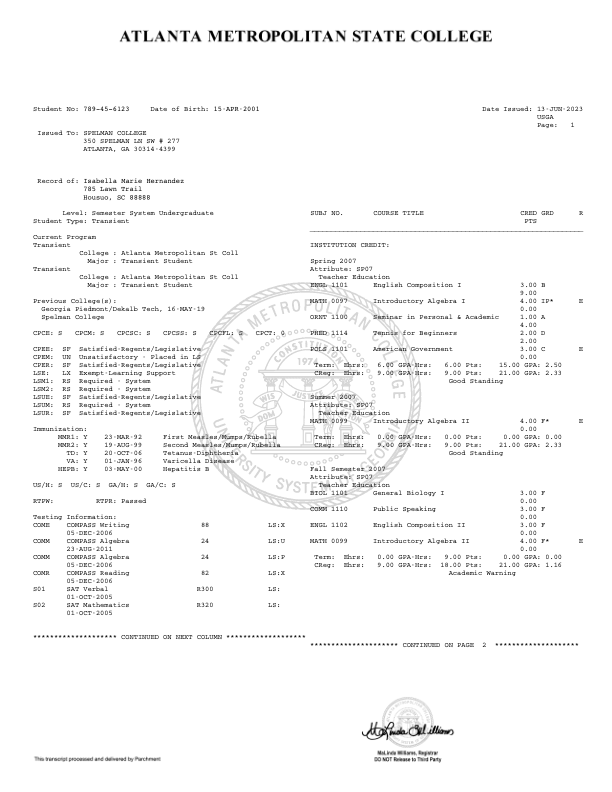 ATLANTA METROPOLITAN STATE COLLEGE
Student No: 789-45-6123 Date of Birth: 15-APR-2001
Date Issued: 13-JUN-2023
USGA
Page: 1
Issued To: SPELMAN COLLEGE
350 SPELMAN LN SW # 277
ATLANTA, GA 30314-4399
Record of: Isabella Marie Hernandez
785 Lawn Trail
Housuo, SC 88888
Level: Semester System Undergraduate
Student Type: Transient
Current Program
Transient
College : Atlanta Metropolitan St Coll
Major : Transient Student
Transient
College : Atlanta Metropolitan St Coll
Major : Transient Student
Previous College(s):
Georgia Piedmont/Dekalb Tech, 16-MAY-19
Spelman College
CPCE: S CPCM: S CPCSC: S CPCSS: S CPCFL: S CPCT: 0
CPEE: SF Satisfied-Regents/Legislative
CPEM: UN Unsatisfactory - Placed in LS
CPER: SF Satisfied-Regents/Legislative
LSE: LX Exempt-Learning Support
LSM1: RS Required - System
LSM2: RS Required - System
LSUE: SF Satisfied-Regents/Legislative
LSUM: RS Required - System
LSUR: SF Satisfied-Regents/Legislative
Immunization:
MMR1: Y 23-MAR-92 First Measles/Mumps/Rubella
MMR2: Y 19-AUG-99 Second Measles/Mumps/Rubella
TD: Y 20-OCT-06 Tetanus-Diphtheria
VA: Y 01-JAN-96 Varicella Disease
HEPB: Y 03-MAY-00 Hepatitis B
US/H: S US/C: S GA/H: S GA/C: S
RTPW: RTPR: Passed
Testing Information:
COME COMPASS Writing 88 LS:X
05-DEC-2006
COMM COMPASS Algebra 24 LS:U
23-AUG-2011
COMM COMPASS Algebra 24 LS:P
05-DEC-2006
COMR COMPASS Reading 82 LS:X
05-DEC-2006
S01 SAT Verbal R300 LS:
01-OCT-2005
S02 SAT Mathematics R320 LS:
01-OCT-2005
******************** CONTINUED ON NEXT COLUMN *******************
SUBJ NO. COURSE TITLE CRED GRD R
PTS
INSTITUTION CREDIT:
Spring 2007
Attribute: SP07
Teacher Education
ENGL 1101 English Composition I 3.00 B
9.00
MATH 0097 Introductory Algebra I 4.00 IP* E
0.00
ORNT 1100 Seminar in Personal & Academic 1.00 A
4.00
PHED 1114 Tennis for Beginners 2.00 D
2.00
POLS 1101 American Government 3.00 C E
0.00
Term: Ehrs: 6.00 GPA-Hrs: 6.00 Pts: 15.00 GPA: 2.50
CReg: Ehrs: 9.00 GPA-Hrs: 9.00 Pts: 21.00 GPA: 2.33
Good Standing
Summer 2007
Attribute: SP07
Teacher Education
MATH 0099 Introductory Algebra II 4.00 F* E
0.00
Term: Ehrs: 0.00 GPA-Hrs: 0.00 Pts: 0.00 GPA: 0.00
CReg: Ehrs: 9.00 GPA-Hrs: 9.00 Pts: 21.00 GPA: 2.33
Good Standing
Fall Semester 2007
Attribute: SP07
Teacher Education
BIOL 1101 General Biology I 3.00 F
0.00
COMM 1110 Public Speaking 3.00 F
0.00
ENGL 1102 English Composition II 3.00 F
0.00
MATH 0099 Introductory Algebra II 4.00 F* E
0.00
Term: Ehrs: 0.00 GPA-Hrs: 9.00 Pts: 0.00 GPA: 0.00
CReg: Ehrs: 9.00 GPA-Hrs: 18.00 Pts: 21.00 GPA: 1.16
Academic Warning
********************* CONTINUED ON PAGE 2 ********************
MaLinda Williams, Registrar
DO NOT Release to Third Party
This transcript processed and delivered by Parchment